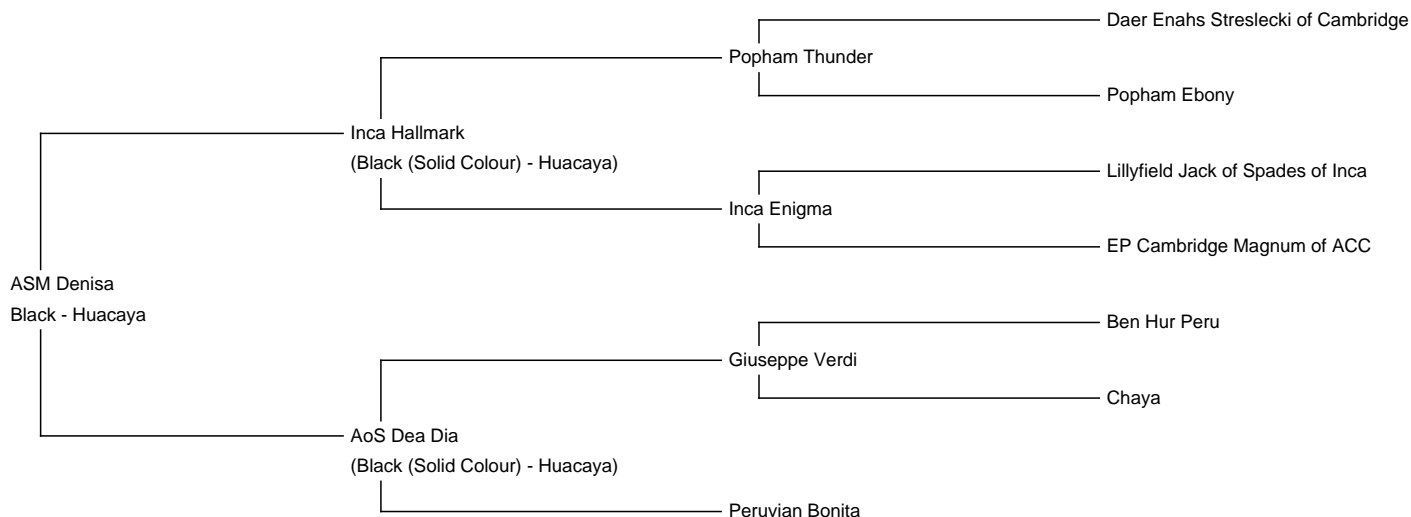 Daer Enahs Streslecki of Cambridge
Popham Thunder
Popham Ebony
Inca Hallmark
(Black (Solid Colour) - Huacaya)
Lillyfield Jack of Spades of Inca
Inca Enigma
EP Cambridge Magnum of ACC
ASM Denisa
Black - Huacaya
Ben Hur Peru
Giuseppe Verdi
Chaya
AoS Dea Dia
(Black (Solid Colour) - Huacaya)
Peruvian Bonita